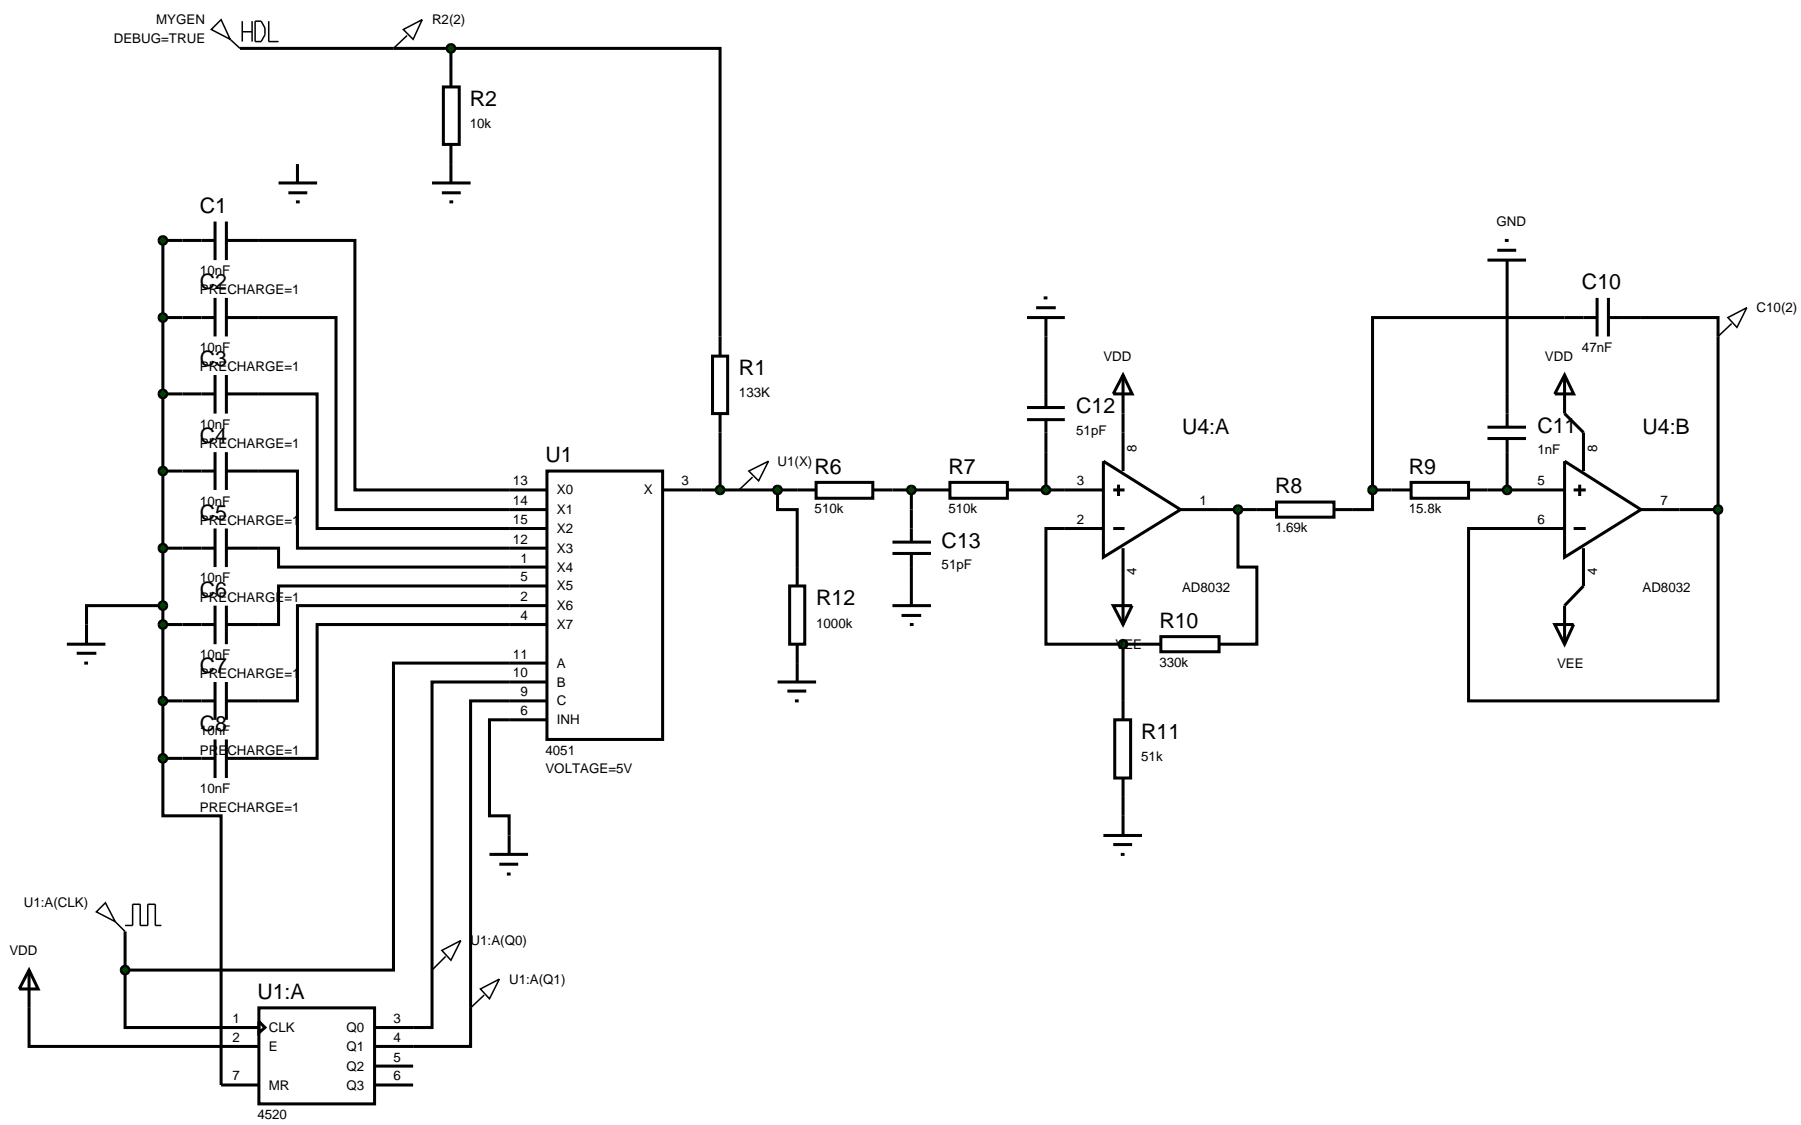 MYGEN
DEBUG=TRUE
HDL
R2(2)
R2
10k
C1
10nF
PRECHARGE=1
C2
10nF
PRECHARGE=1
C3
10nF
PRECHARGE=1
C4
10nF
PRECHARGE=1
C5
10nF
PRECHARGE=1
C6
10nF
PRECHARGE=1
C7
10nF
PRECHARGE=1
C8
10nF
PRECHARGE=1
U1
13 X0
14 X1
15 X2
12 X3
1 X4
5 X5
2 X6
4 X7
11 A
10 B
9 C
6 INH
X 3
4051
VOLTAGE=5V
R1
133K
U1(X)
R6
510k
R7
510k
C13
51pF
R12
1000k
C12
51pF
VDD
U4:A
8
3
2
1
4
AD8032
VEE
R10
330k
R11
51k
R8
1.69k
R9
15.8k
GND
C10
47nF
C10(2)
VDD
C11
1nF
U4:B
8
5
6
7
4
AD8032
VEE
U1:A(CLK)
VDD
U1:A(Q0)
U1:A(Q1)
U1:A
1 CLK
2 E
7 MR
Q0 3
Q1 4
Q2 5
Q3 6
4520